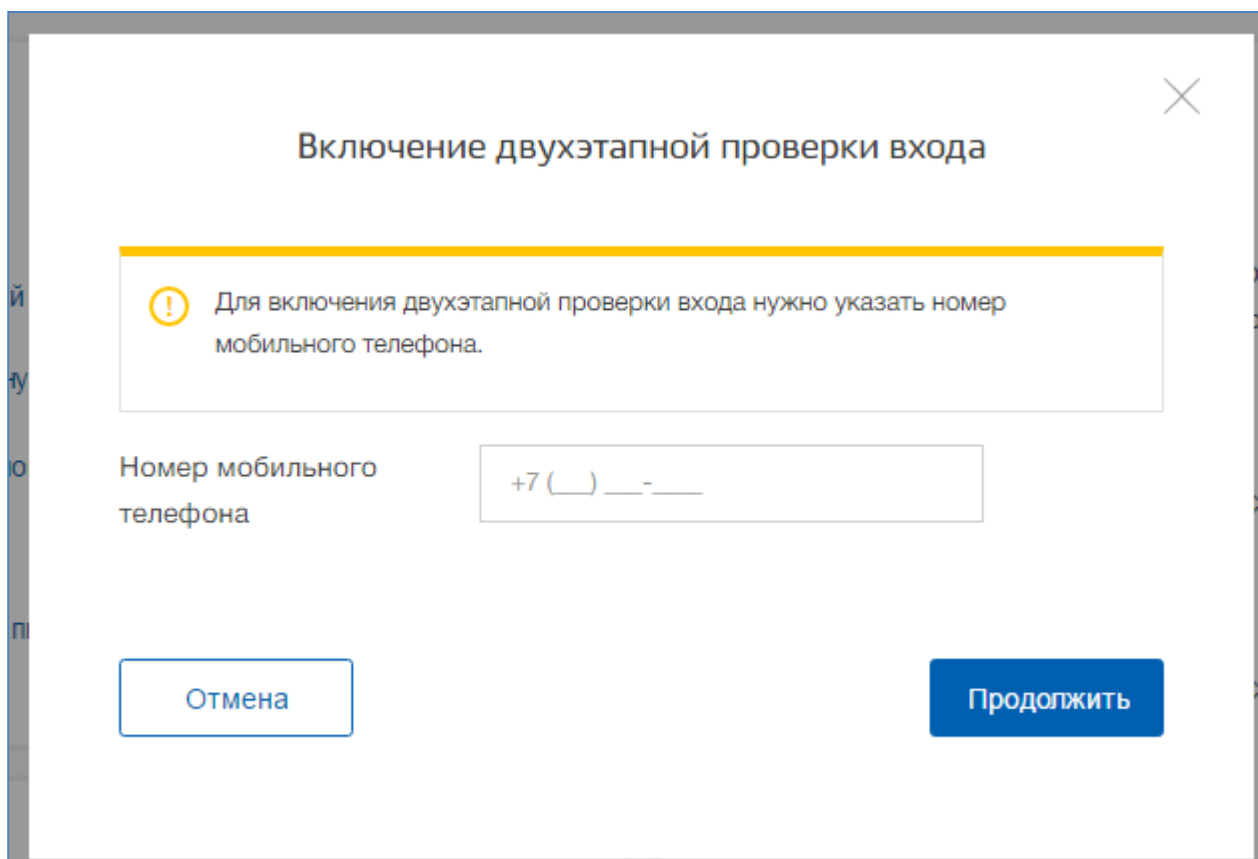 Включение двухэтапной проверки входа
Для включения двухэтапной проверки входа нужно указать номер
мобильного телефона.
Номер мобильного
телефона
+7 (___) ___-____
Отмена
Продолжить